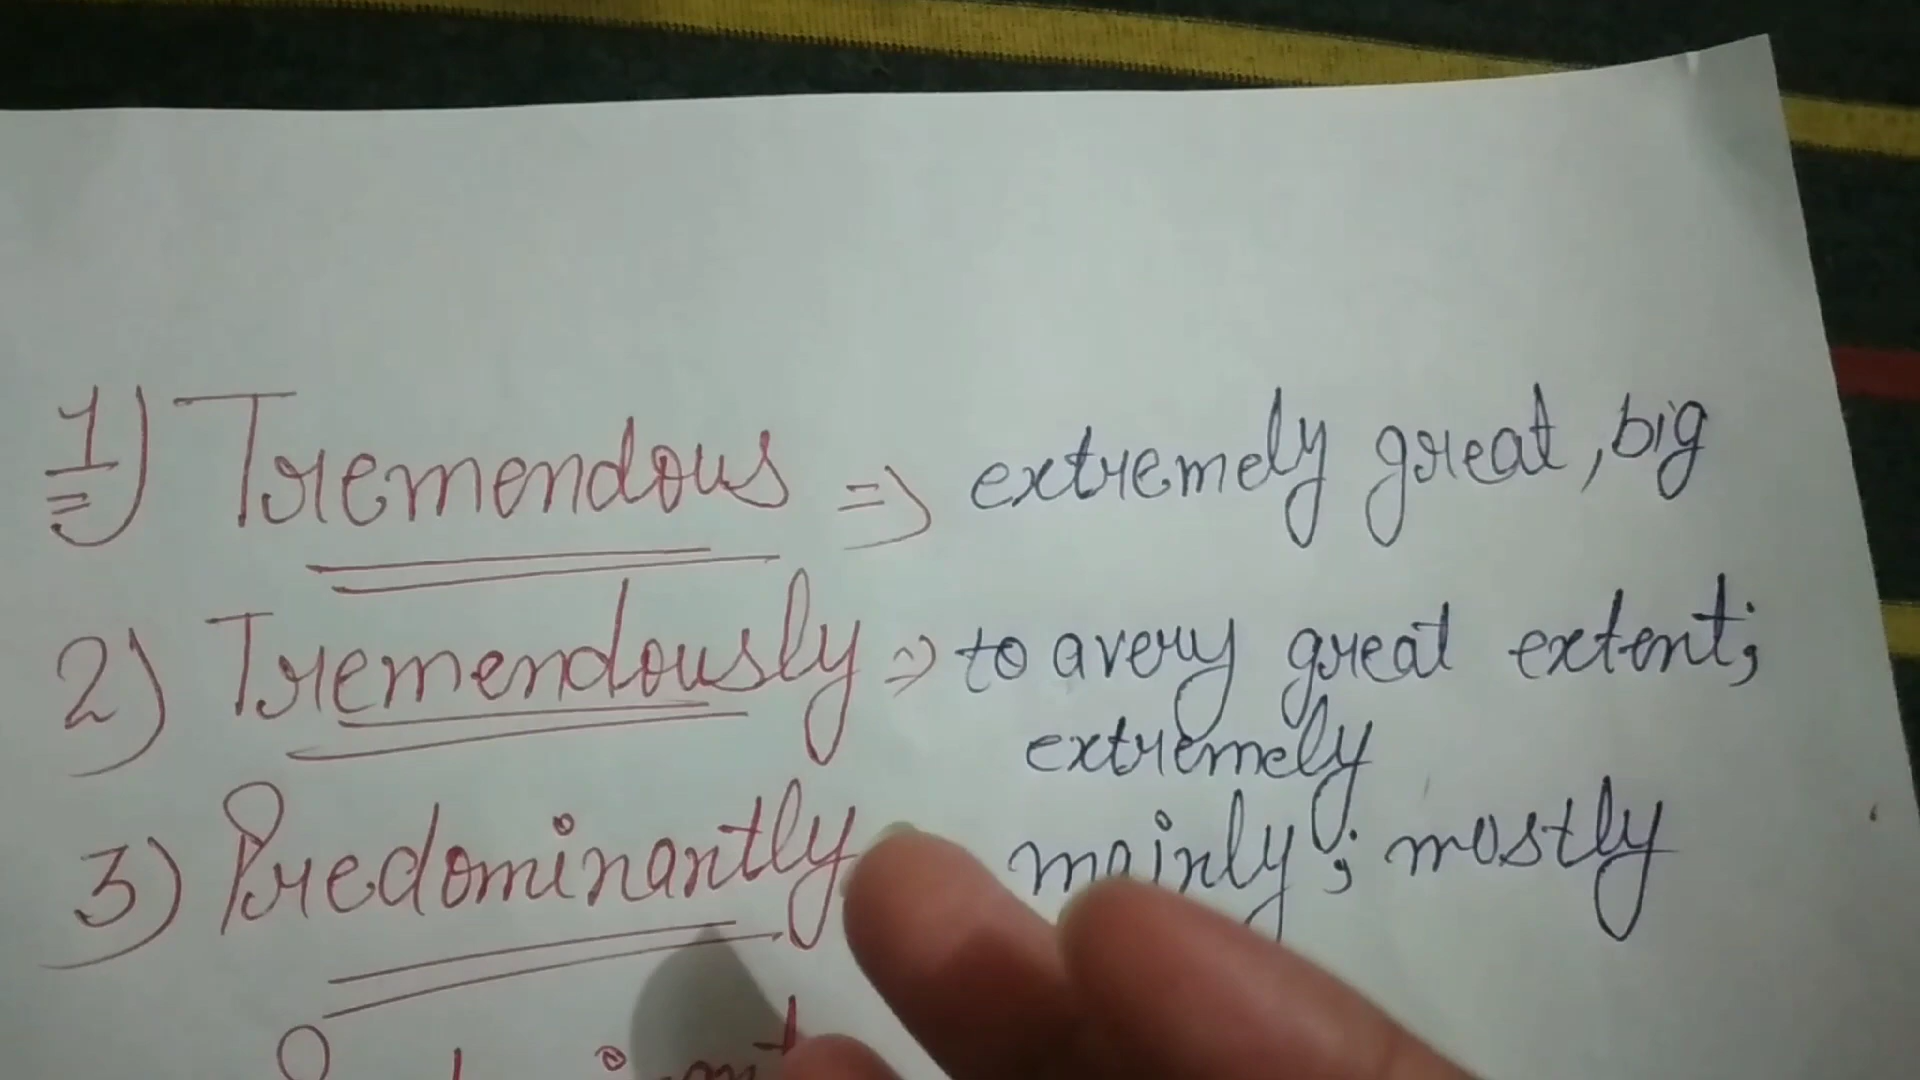 1) Tremendous => extremely great, big
2) Tremendously => to a very great extent;
extremely
3) Predominantly mainly; mostly